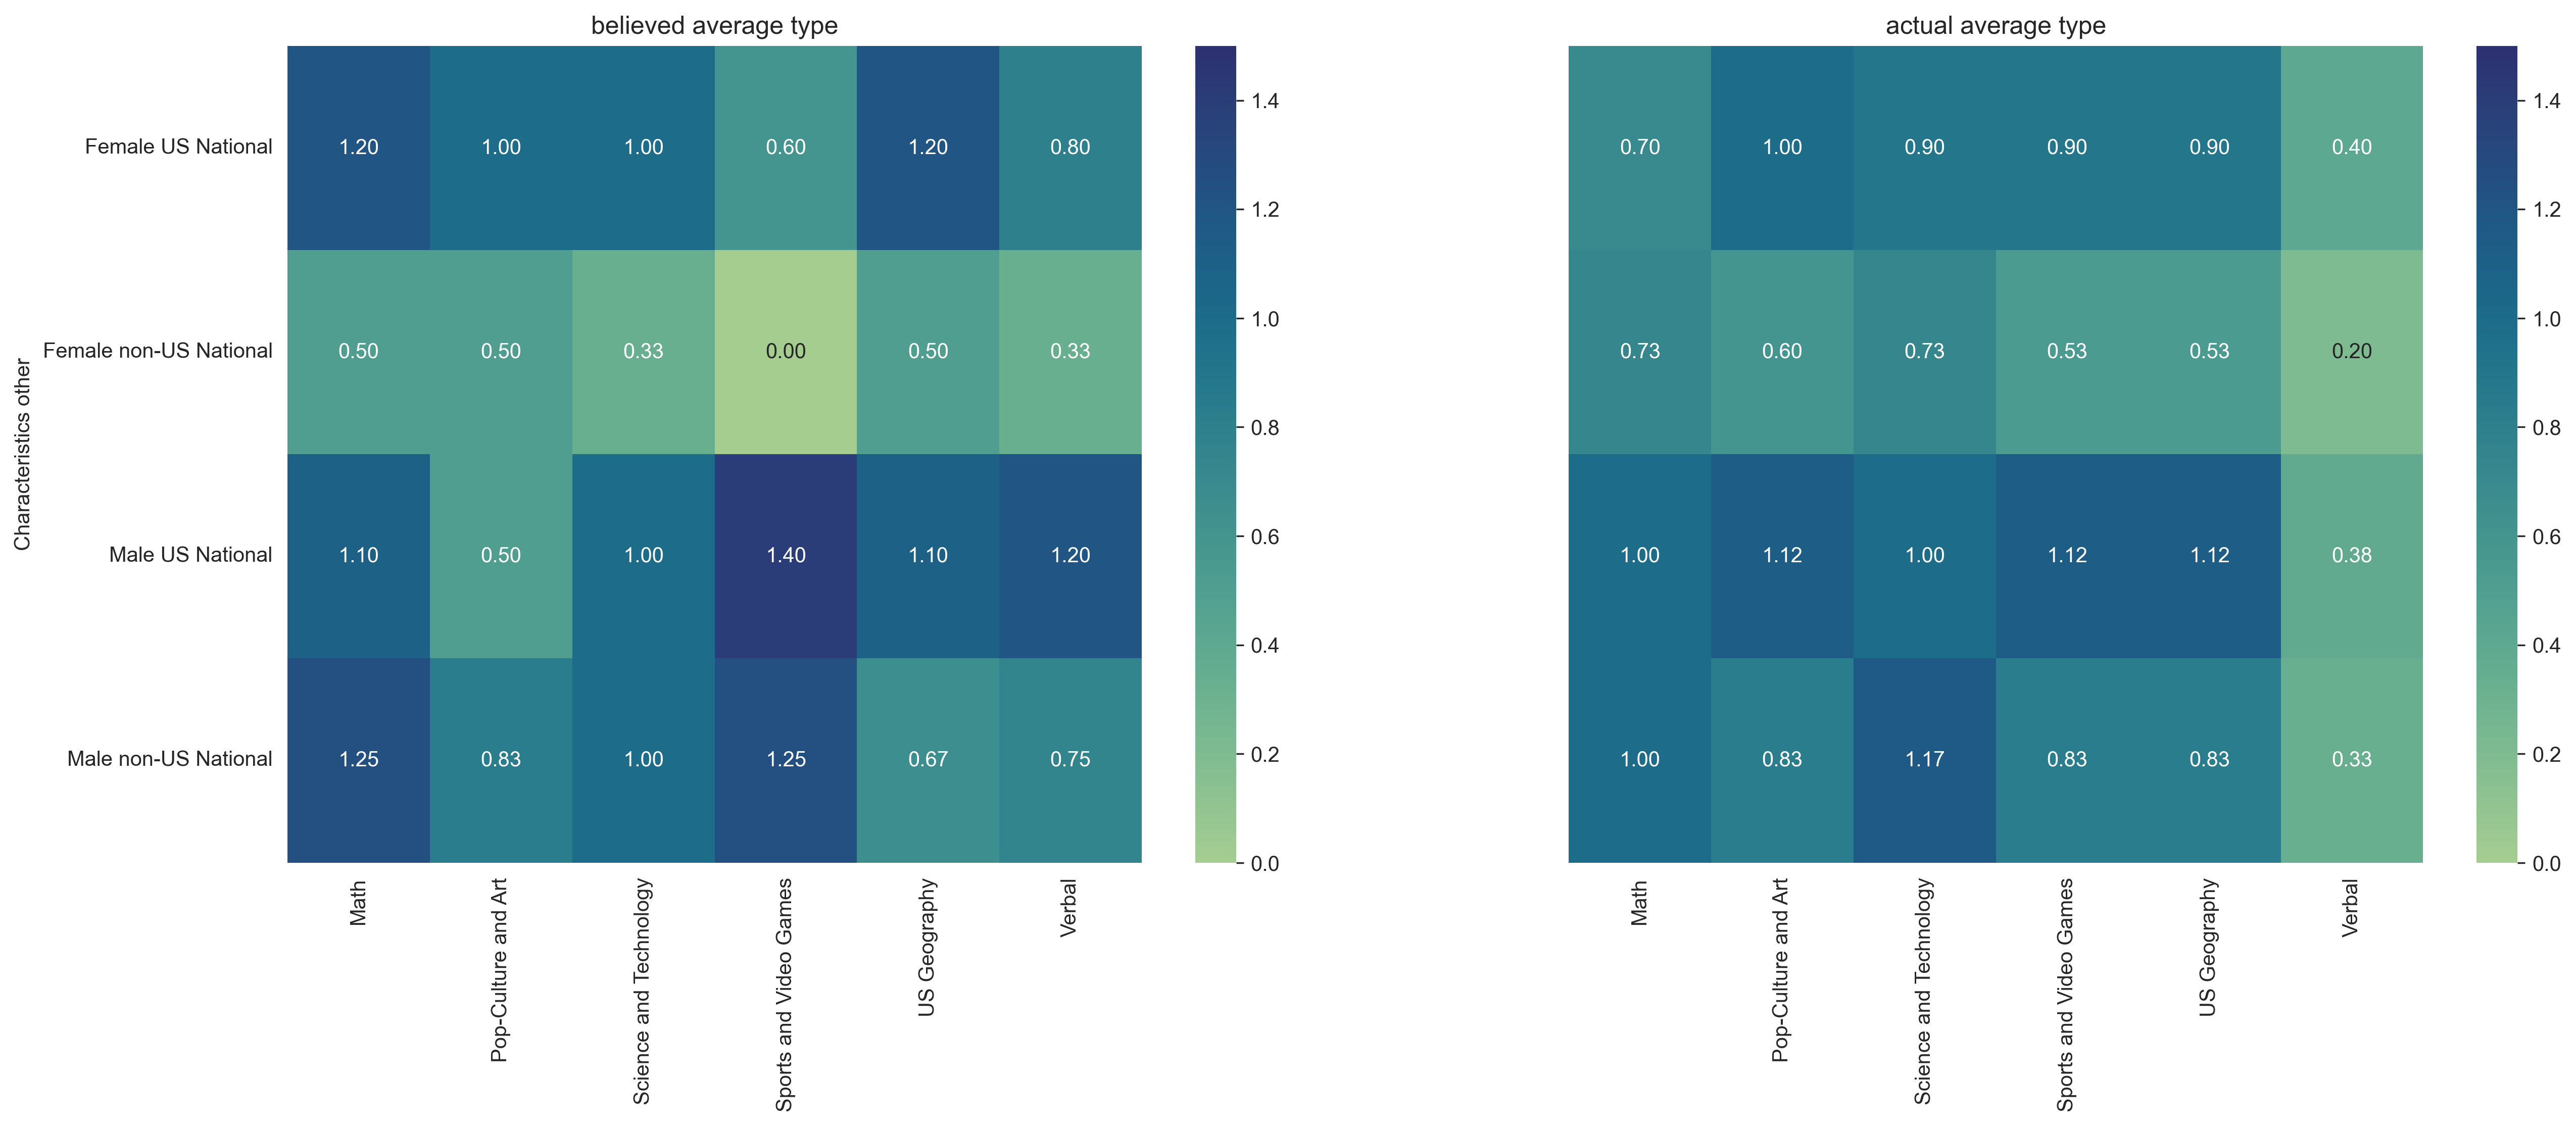 believed average type
Characteristics other
Female US National
1.20 1.00 1.00 0.60 1.20 0.80
Female non-US National
0.50 0.50 0.33 0.00 0.50 0.33
Male US National
1.10 0.50 1.00 1.40 1.10 1.20
Male non-US National
1.25 0.83 1.00 1.25 0.67 0.75
Math
Pop-Culture and Art
Science and Technology
Sports and Video Games
US Geography
Verbal
1.4
1.2
1.0
0.8
0.6
0.4
0.2
0.0
actual average type
0.70 1.00 0.90 0.90 0.90 0.40
0.73 0.60 0.73 0.53 0.53 0.20
1.00 1.12 1.00 1.12 1.12 0.38
1.00 0.83 1.17 0.83 0.83 0.33
Math
Pop-Culture and Art
Science and Technology
Sports and Video Games
US Geography
Verbal
1.4
1.2
1.0
0.8
0.6
0.4
0.2
0.0